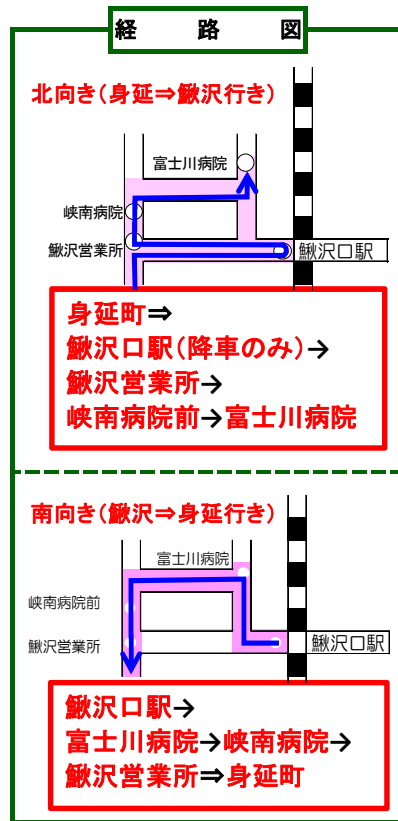 経路図
北向き（身延⇒鰍沢行き）
富士川病院
峡南病院
鰍沢営業所
鰍沢口駅
身延町⇒
鰍沢口駅（降車のみ）→
鰍沢営業所→
峡南病院前→富士川病院
南向き（鰍沢⇒身延行き）
富士川病院
峡南病院前
鰍沢営業所
鰍沢口駅
鰍沢口駅→
富士川病院→峡南病院→
鰍沢営業所⇒身延町